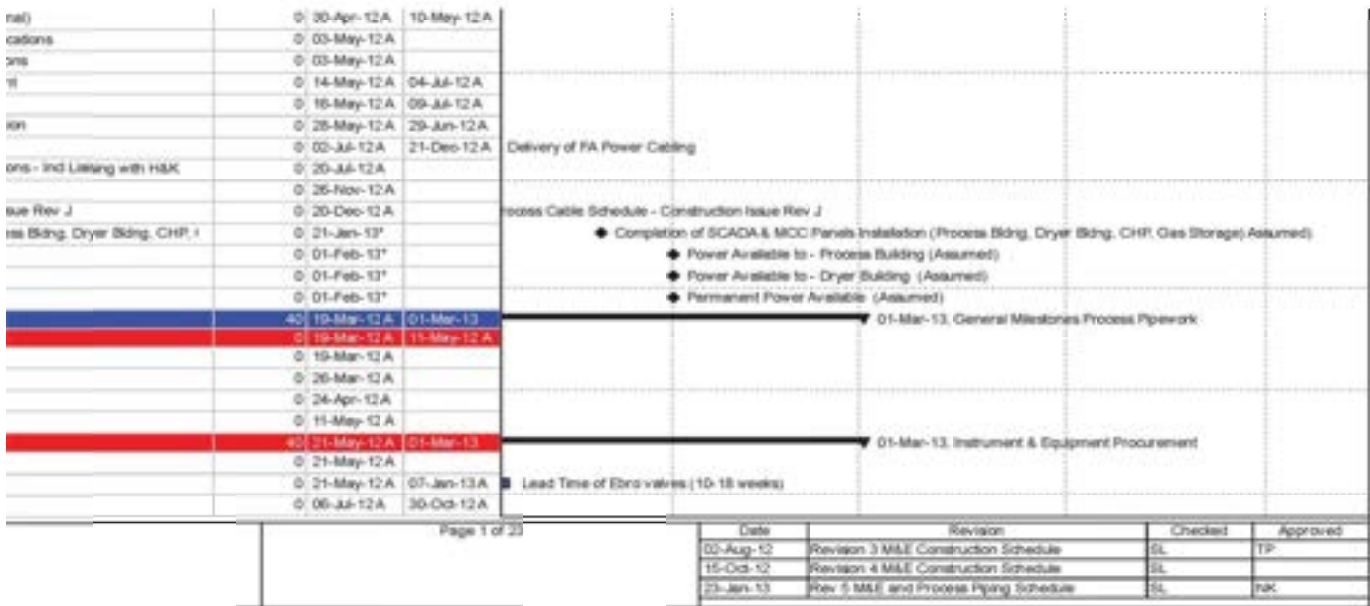 nal) 0 30-Apr-12 A 10-May-12 A
cations 0 03-May-12 A
ons 0 03-May-12 A
nt 0 14-May-12 A 04-Jul-12 A
0 16-May-12 A 09-Jul-12 A
ion 0 28-May-12 A 29-Jun-12 A
0 02-Jul-12 A 21-Dec-12 A Delivery of FA Power Cabling
ons - Incl Liaising with H&K 0 20-Jul-12 A
0 26-Nov-12 A
sue Rev J 0 20-Dec-12 A rocess Cable Schedule - Construction Issue Rev J
ss Bldng, Dryer Bldng, CHP, 0 21-Jan-13* Completion of SCADA & MCC Panels Installation (Process Bldng, Dryer Bldng, CHP, Gas Storage) Assumed)
0 01-Feb-13* Power Available to - Process Building (Assumed)
0 01-Feb-13* Power Available to - Dryer Building (Assumed)
0 01-Feb-13* Permanent Power Available (Assumed)
40 19-Mar-12 A 01-Mar-13 01-Mar-13, General Milestones Process Pipework
0 19-Mar-12 A 11-May-12 A
0 19-Mar-12 A
0 26-Mar-12 A
0 24-Apr-12 A
0 11-May-12 A
40 21-May-12 A 01-Mar-13 01-Mar-13, Instrument & Equipment Procurement
0 21-May-12 A
0 21-May-12 A 07-Jan-13 A Lead Time of Ebro valves (10-18 weeks)
0 06-Jul-12 A 30-Oct-12 A
Page 1 of 23 Date Revision Checked Approved
02-Aug-12 Revision 3 M&E Construction Schedule SL TP
15-Oct-12 Revision 4 M&E Construction Schedule SL
23-Jan-13 Rev 5 M&E and Process Piping Schedule SL NK